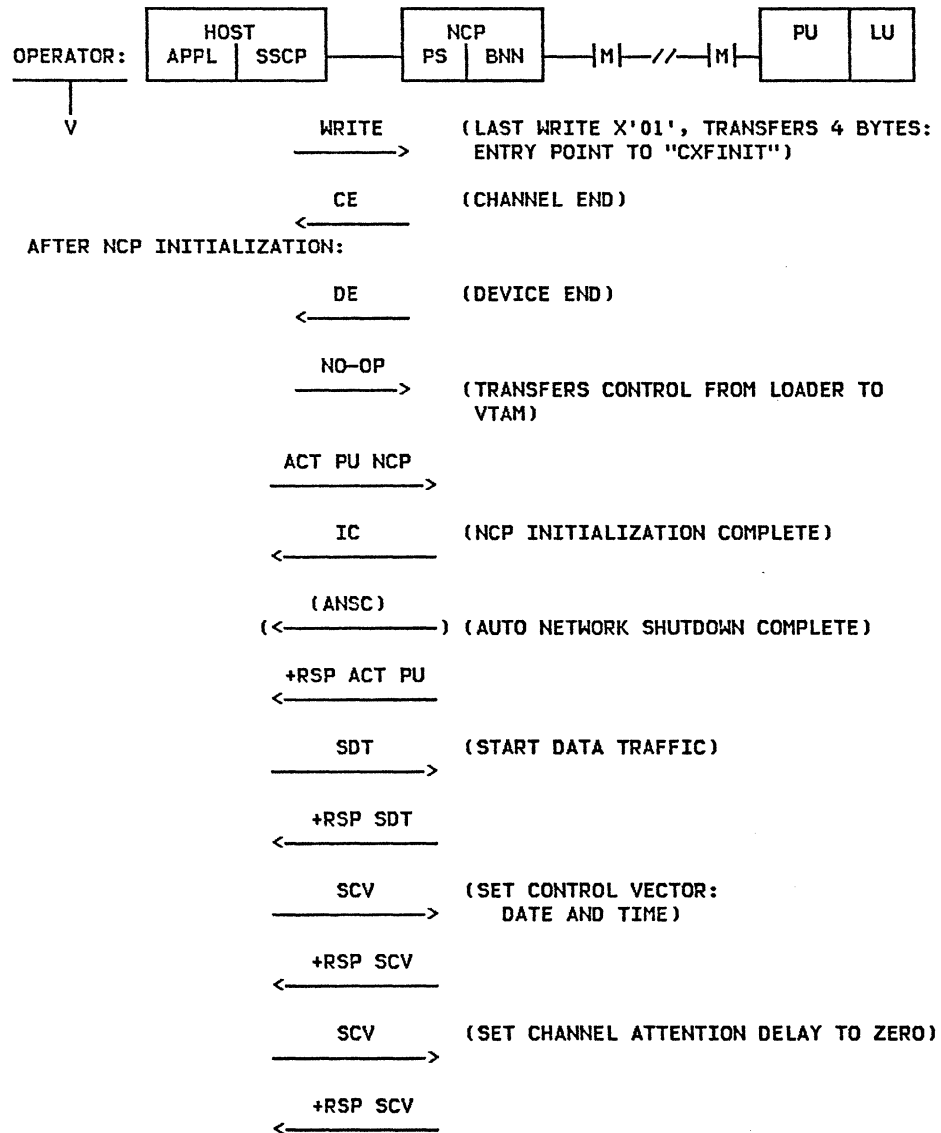 HOST
NCP
PU LU
OPERATOR: APPL SSCP PS BNN M // M
V
WRITE (LAST WRITE X'01', TRANSFERS 4 BYTES:
ENTRY POINT TO "CXFINIT")
CE (CHANNEL END)
AFTER NCP INITIALIZATION:
DE (DEVICE END)
NO-OP
(TRANSFERS CONTROL FROM LOADER TO
VTAM)
ACT PU NCP
IC (NCP INITIALIZATION COMPLETE)
(ANSC)
( ) (AUTO NETWORK SHUTDOWN COMPLETE)
+RSP ACT PU
SDT (START DATA TRAFFIC)
+RSP SDT
SCV (SET CONTROL VECTOR:
DATE AND TIME)
+RSP SCV
SCV (SET CHANNEL ATTENTION DELAY TO ZERO)
+RSP SCV